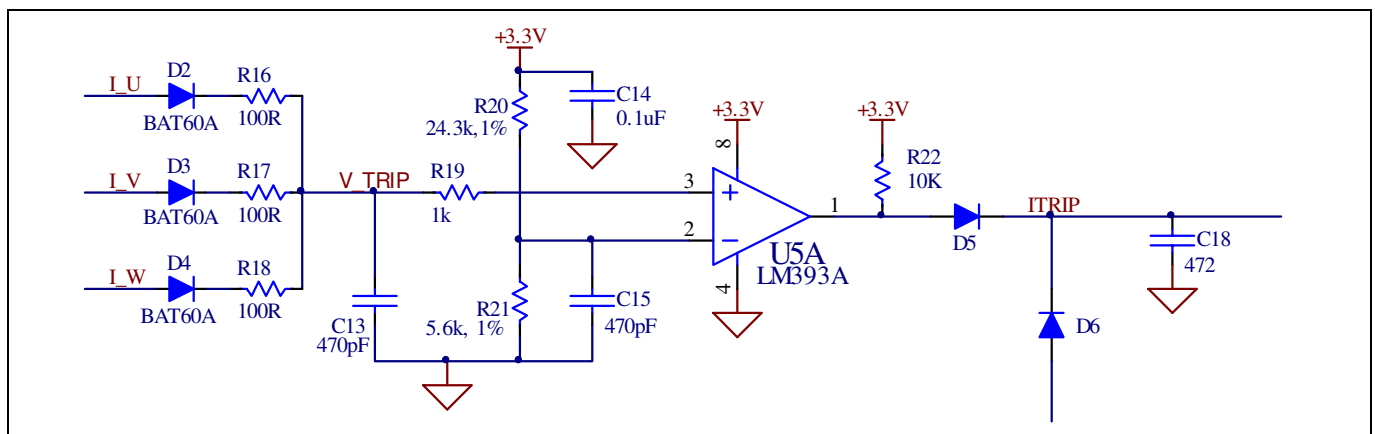 +3.3V
I_U
D2
R16
BAT60A
100R
R20
24.3k,1%
C14
0.1uF
+3.3V
+3.3V
8
R22
10K
I_V
D3
R17
BAT60A
100R
V_TRIP
R19
1k
3
2
1
U5A
LM393A
4
D5
ITRIP
C18
472
I_W
D4
R18
BAT60A
100R
C13
470pF
R21
5.6k, 1%
C15
470pF
D6